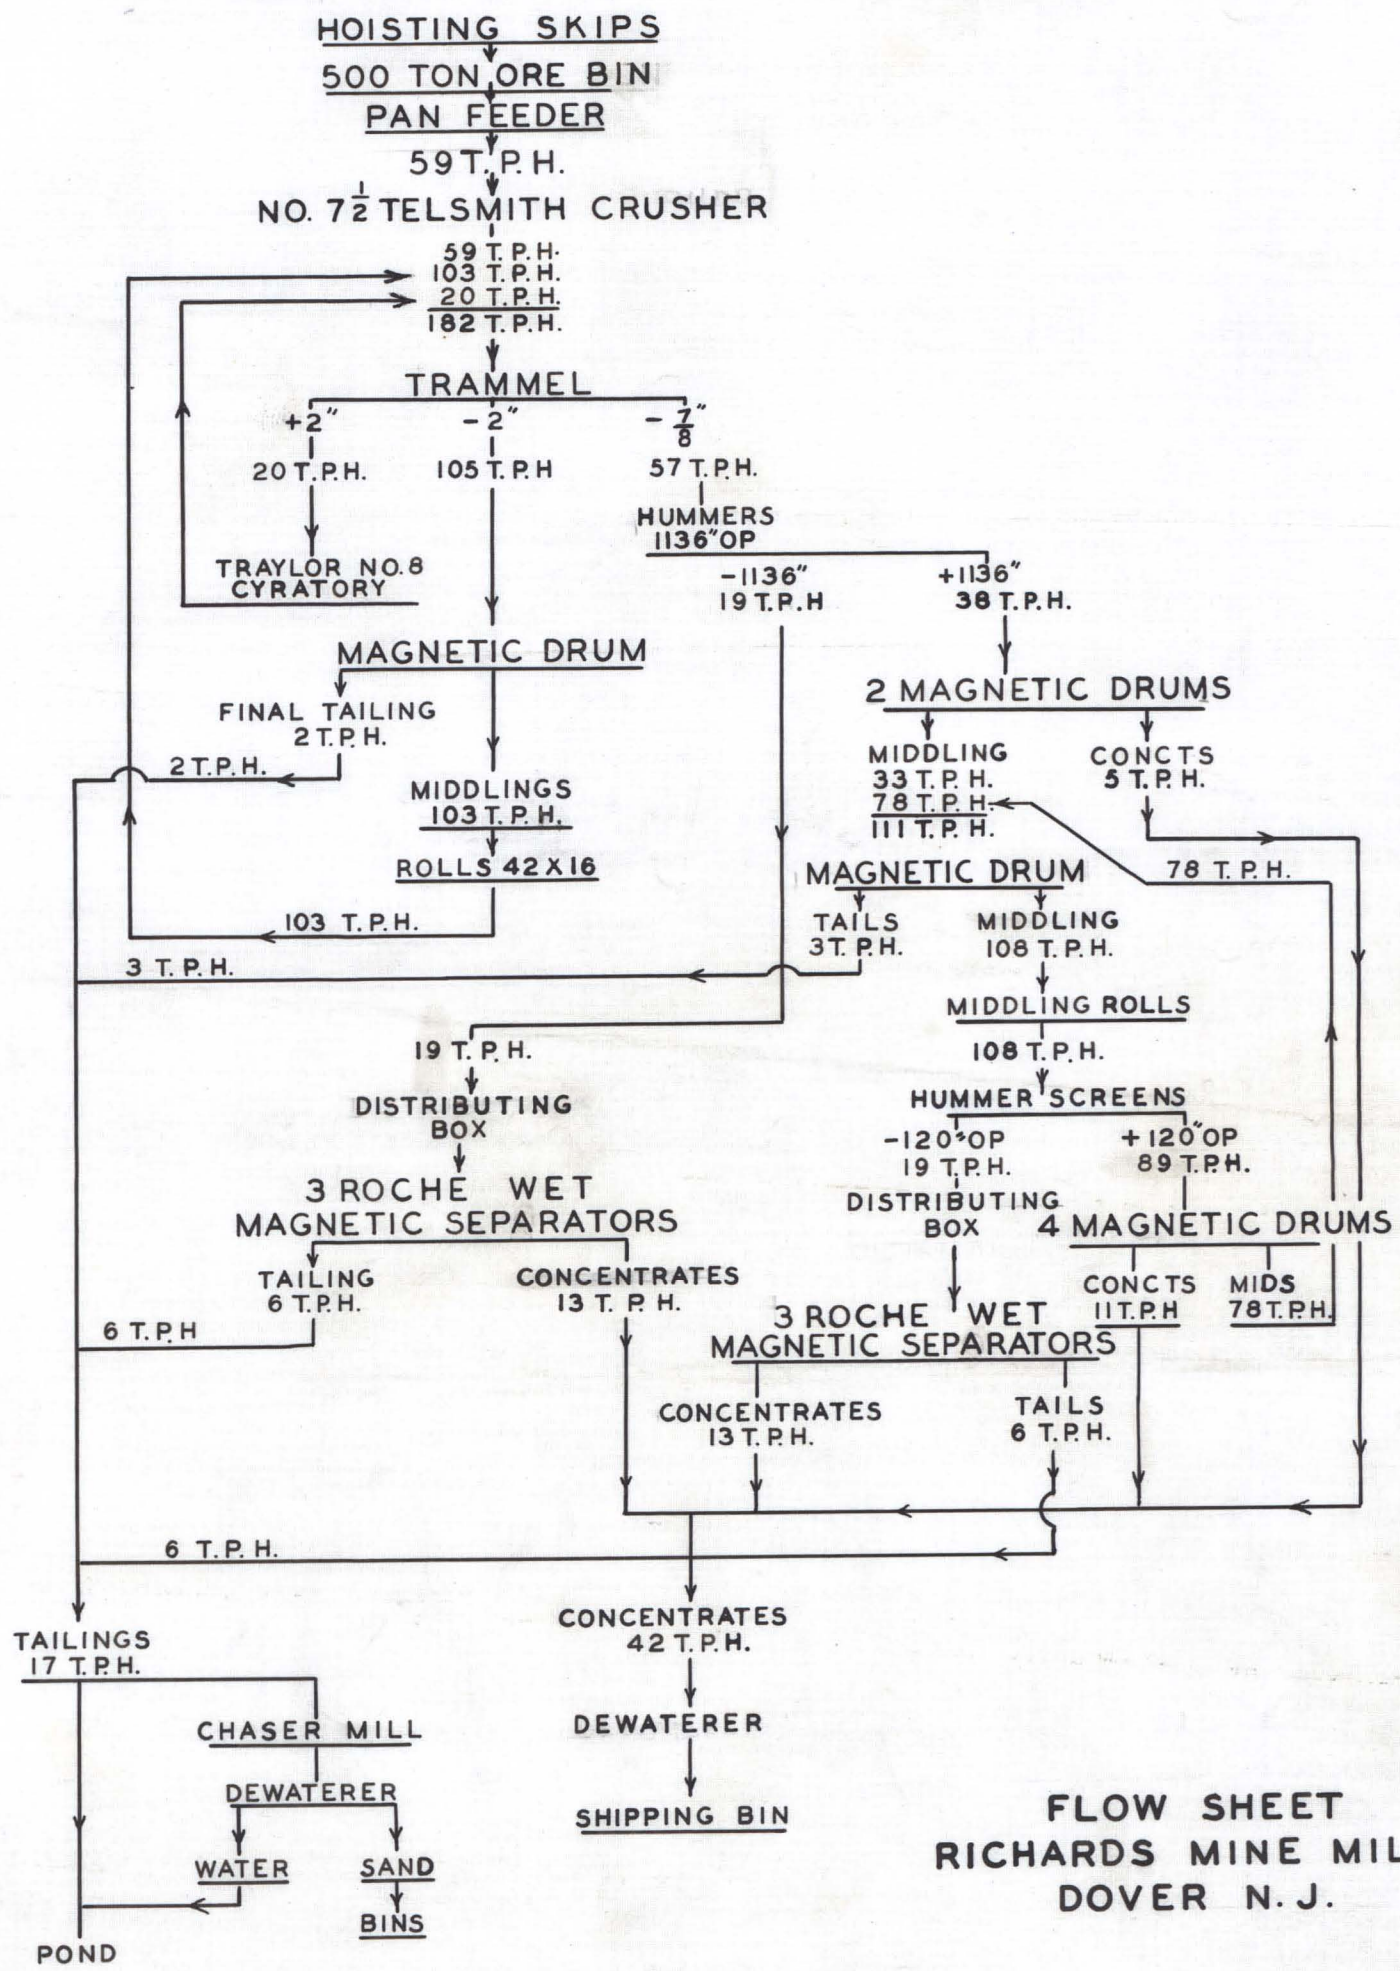 HOISTING SKIPS
500 TON ORE BIN
PAN FEEDER
59 T.P.H.
NO. 7 1/2 TELSMITH CRUSHER
59 T.P.H.
103 T.P.H.
20 T.P.H.
182 T.P.H.
TRAMMEL
+2" -2" -7/8"
20 T.P.H. 105 T.P.H 57 T.P.H.
HUMMERS
1136" OP
TRAYLOR NO. 8
CYRATORY
-1136" +1136"
19 T.P.H 38 T.P.H.
MAGNETIC DRUM
2 MAGNETIC DRUMS
FINAL TAILING
2 T.P.H.
2 T.P.H.
MIDDLINGS
103 T.P.H.
ROLLS 42 X 16
103 T.P.H.
MIDDLING
33 T.P.H.
78 T.P.H.
111 T.P.H.
CONCTS
5 T.P.H.
78 T.P.H.
MAGNETIC DRUM
TAILS
3 T.P.H.
MIDDLING
108 T.P.H.
3 T.P.H.
MIDDLING ROLLS
108 T.P.H.
19 T.P.H.
DISTRIBUTING
BOX
HUMMER SCREENS
-120" OP
19 T.P.H.
+120" OP
89 T.P.H.
DISTRIBUTING
BOX
4 MAGNETIC DRUMS
3 ROCHE WET
MAGNETIC SEPARATORS
TAILING
6 T.P.H.
CONCENTRATES
13 T.P.H.
6 T.P.H
CONCTS
11 T.P.H
MIDS
78 T.P.H.
3 ROCHE WET
MAGNETIC SEPARATORS
CONCENTRATES
13 T.P.H.
TAILS
6 T.P.H.
6 T.P.H.
CONCENTRATES
42 T.P.H.
DEWATERER
SHIPPING BIN
TAILINGS
17 T.P.H.
CHASER MILL
DEWATERER
WATER SAND
BINS
POND
FLOW SHEET
RICHARDS MINE MIL
DOVER N.J.